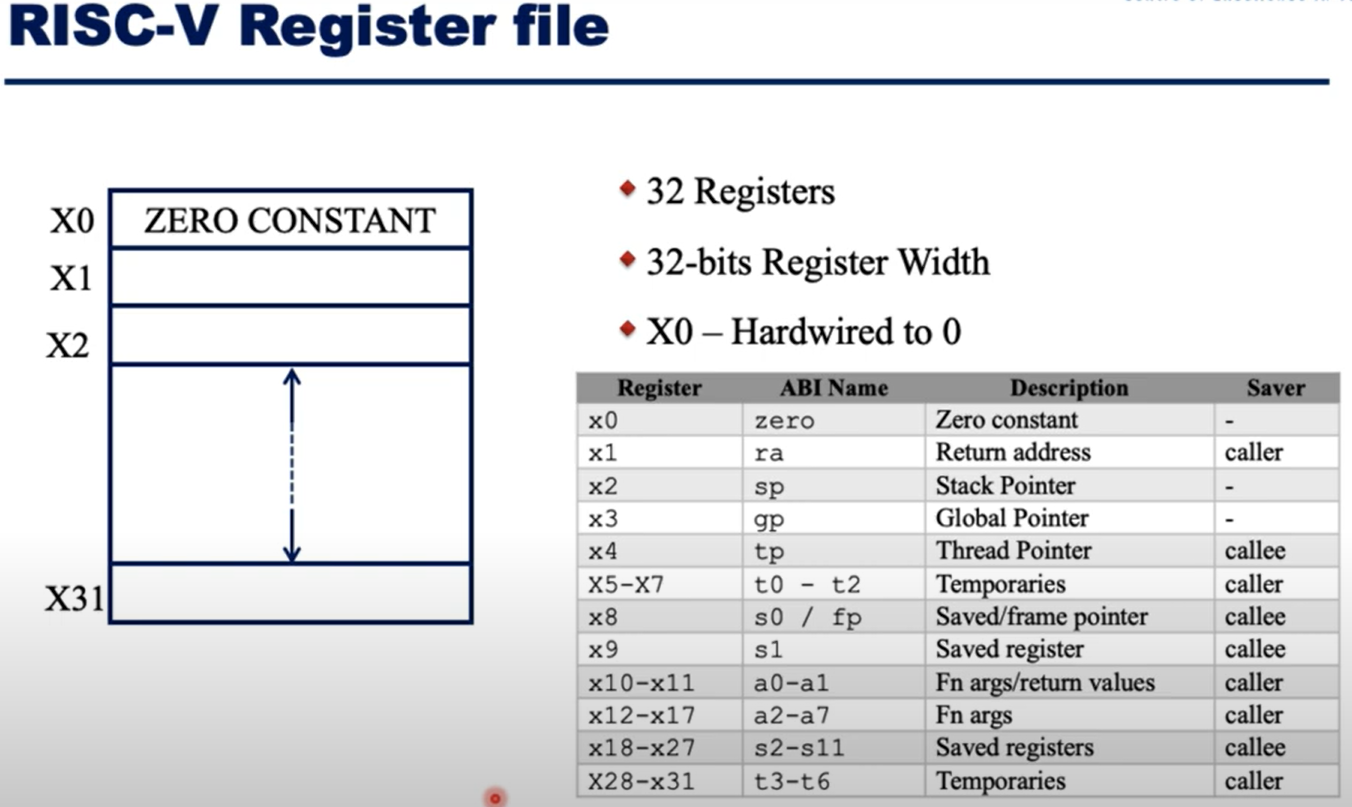 RISC-V Register file
X0 ZERO CONSTANT
X1
X2
X31
32 Registers
32-bits Register Width
X0 – Hardwired to 0
Register ABI Name Description Saver
x0 zero Zero constant -
x1 ra Return address caller
x2 sp Stack Pointer -
x3 gp Global Pointer -
x4 tp Thread Pointer callee
X5-X7 t0 - t2 Temporaries caller
x8 s0 / fp Saved/frame pointer callee
x9 s1 Saved register callee
x10-x11 a0-a1 Fn args/return values caller
x12-x17 a2-a7 Fn args caller
x18-x27 s2-s11 Saved registers callee
X28-x31 t3-t6 Temporaries caller